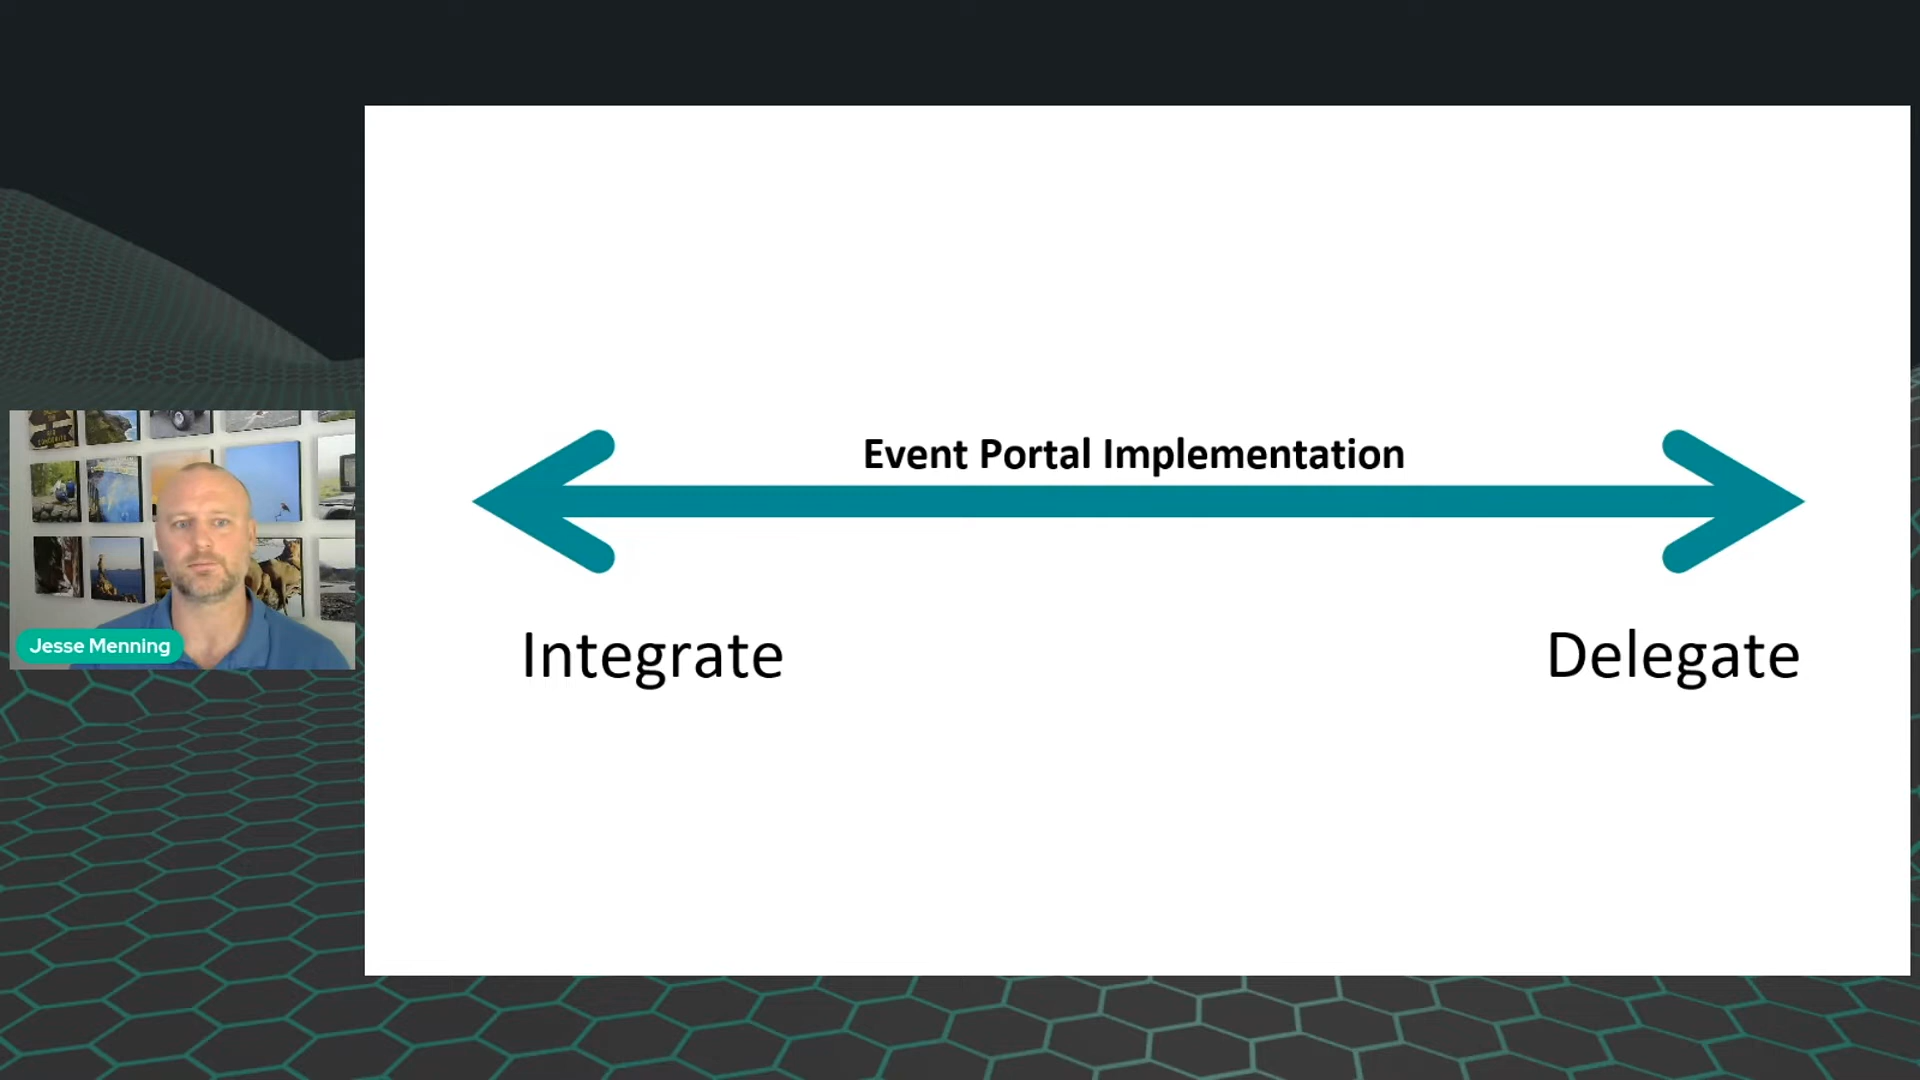 Event Portal Implementation
Integrate
Delegate
Jesse Menning